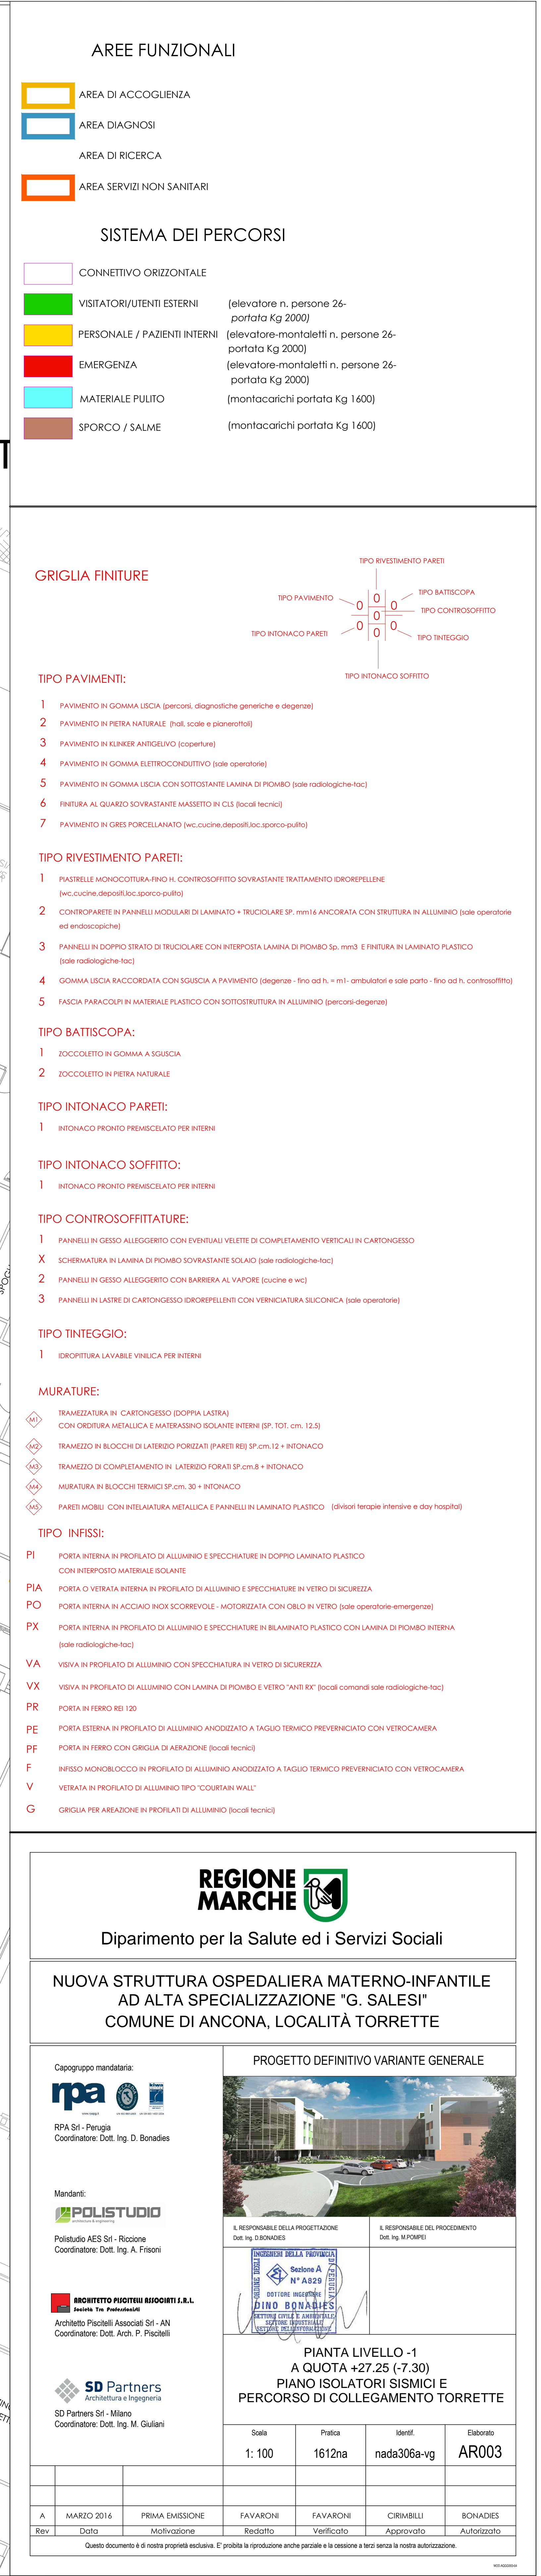 AREE FUNZIONALI
AREA DI ACCOGLIENZA
AREA DIAGNOSI
AREA DI RICERCA
AREA SERVIZI NON SANITARI
SISTEMA DEI PERCORSI
CONNETTIVO ORIZZONTALE
VISITATORI/UTENTI ESTERNI (elevatore n. persone 26-
portata Kg 2000)
PERSONALE / PAZIENTI INTERNI (elevatore-montaletti n. persone 26-
portata Kg 2000)
EMERGENZA (elevatore-montaletti n. persone 26-
portata Kg 2000)
MATERIALE PULITO (montacarichi portata Kg 1600)
SPORCO / SALME (montacarichi portata Kg 1600)
GRIGLIA FINITURE
TIPO RIVESTIMENTO PARETI
TIPO BATTISCOPA
TIPO PAVIMENTO
0 0 0
TIPO CONTROSOFFITTO
0
0 0 0
TIPO INTONACO PARETI
TIPO TINTEGGIO
TIPO INTONACO SOFFITTO
TIPO PAVIMENTI:
1 PAVIMENTO IN GOMMA LISCIA (percorsi, diagnostiche generiche e degenze)
2 PAVIMENTO IN PIETRA NATURALE (hall, scale e pianerottoli)
3 PAVIMENTO IN KLINKER ANTIGELIVO (coperture)
4 PAVIMENTO IN GOMMA ELETTROCONDUTTIVO (sale operatorie)
5 PAVIMENTO IN GOMMA LISCIA CON SOTTOSTANTE LAMINA DI PIOMBO (sale radiologiche-tac)
6 FINITURA AL QUARZO SOVRASTANTE MASSETTO IN CLS (locali tecnici)
7 PAVIMENTO IN GRES PORCELLANATO (wc,cucine,depositi,loc.sporco-pulito)
TIPO RIVESTIMENTO PARETI:
1 PIASTRELLE MONOCOTTURA-FINO H. CONTROSOFFITTO SOVRASTANTE TRATTAMENTO IDROREPELLENE
(wc,cucine,depositi,loc.sporco-pulito)
2 CONTROPARETE IN PANNELLI MODULARI DI LAMINATO + TRUCIOLARE SP. mm16 ANCORATA CON STRUTTURA IN ALLUMINIO (sale operatorie
ed endoscopiche)
3 PANNELLI IN DOPPIO STRATO DI TRUCIOLARE CON INTERPOSTA LAMINA DI PIOMBO Sp. mm3 E FINITURA IN LAMINATO PLASTICO
(sale radiologiche-tac)
4 GOMMA LISCIA RACCORDATA CON SGUSCIA A PAVIMENTO (degenze - fino ad h. = m1- ambulatori e sale parto - fino ad h. controsoffitto)
5 FASCIA PARACOLPI IN MATERIALE PLASTICO CON SOTTOSTRUTTURA IN ALLUMINIO (percorsi-degenze)
TIPO BATTISCOPA:
1 ZOCCOLETTO IN GOMMA A SGUSCIA
2 ZOCCOLETTO IN PIETRA NATURALE
TIPO INTONACO PARETI:
1 INTONACO PRONTO PREMISCELATO PER INTERNI
TIPO INTONACO SOFFITTO:
1 INTONACO PRONTO PREMISCELATO PER INTERNI
TIPO CONTROSOFFITTATURE:
1 PANNELLI IN GESSO ALLEGGERITO CON EVENTUALI VELETTE DI COMPLETAMENTO VERTICALI IN CARTONGESSO
X SCHERMATURA IN LAMINA DI PIOMBO SOVRASTANTE SOLAIO (sale radiologiche-tac)
2 PANNELLI IN GESSO ALLEGGERITO CON BARRIERA AL VAPORE (cucine e wc)
3 PANNELLI IN LASTRE DI CARTONGESSO IDROREPELLENTI CON VERNICIATURA SILICONICA (sale operatorie)
TIPO TINTEGGIO:
1 IDROPITTURA LAVABILE VINILICA PER INTERNI
MURATURE:
M1 TRAMEZZATURA IN CARTONGESSO (DOPPIA LASTRA)
CON ORDITURA METALLICA E MATERASSINO ISOLANTE INTERNI (SP. TOT. cm. 12.5)
M2 TRAMEZZO IN BLOCCHI DI LATERIZIO PORIZZATI (PARETI REI) SP.cm.12 + INTONACO
M3 TRAMEZZO DI COMPLETAMENTO IN LATERIZIO FORATI SP.cm.8 + INTONACO
M4 MURATURA IN BLOCCHI TERMICI SP.cm. 30 + INTONACO
M5 PARETI MOBILI CON INTELAIATURA METALLICA E PANNELLI IN LAMINATO PLASTICO (divisori terapie intensive e day hospital)
TIPO INFISSI:
PI PORTA INTERNA IN PROFILATO DI ALLUMINIO E SPECCHIATURE IN DOPPIO LAMINATO PLASTICO
CON INTERPOSTO MATERIALE ISOLANTE
PIA PORTA O VETRATA INTERNA IN PROFILATO DI ALLUMINIO E SPECCHIATURE IN VETRO DI SICUREZZA
PO PORTA INTERNA IN ACCIAIO INOX SCORREVOLE - MOTORIZZATA CON OBLO IN VETRO (sale operatorie-emergenze)
PX PORTA INTERNA IN PROFILATO DI ALLUMINIO E SPECCHIATURE IN BILAMINATO PLASTICO CON LAMINA DI PIOMBO INTERNA
(sale radiologiche-tac)
VA VISIVA IN PROFILATO DI ALLUMINIO CON SPECCHIATURA IN VETRO DI SICURERZZA
VX VISIVA IN PROFILATO DI ALLUMINIO CON LAMINA DI PIOMBO E VETRO "ANTI RX" (locali comandi sale radiologiche-tac)
PR PORTA IN FERRO REI 120
PE PORTA ESTERNA IN PROFILATO DI ALLUMINIO ANODIZZATO A TAGLIO TERMICO PREVERNICIATO CON VETROCAMERA
PF PORTA IN FERRO CON GRIGLIA DI AERAZIONE (locali tecnici)
F INFISSO MONOBLOCCO IN PROFILATO DI ALLUMINIO ANODIZZATO A TAGLIO TERMICO PREVERNICIATO CON VETROCAMERA
V VETRATA IN PROFILATO DI ALLUMINIO TIPO "COURTAIN WALL"
G GRIGLIA PER AREAZIONE IN PROFILATI DI ALLUMINIO (locali tecnici)
REGIONE
MARCHE
Diparimento per la Salute ed i Servizi Sociali
NUOVA STRUTTURA OSPEDALIERA MATERNO-INFANTILE
AD ALTA SPECIALIZZAZIONE "G. SALESI"
COMUNE DI ANCONA, LOCALITÀ TORRETTE
Capogruppo mandataria:
rpa
kiwa
RPA Srl - Perugia
Coordinatore: Dott. Ing. D. Bonadies
Mandanti:
POLISTUDIO
architecture & engineering
Polistudio AES Srl - Riccione
Coordinatore: Dott. Ing. A. Frisoni
ARCHITETTO PISCITELLI ASSOCIATI S.R.L.
Società Tra Professionisti
Architetto Piscitelli Associati Srl - AN
Coordinatore: Dott. Arch. P. Piscitelli
SD Partners
Architettura e Ingegneria
SD Partners Srl - Milano
Coordinatore: Dott. Ing. M. Giuliani
PROGETTO DEFINITIVO VARIANTE GENERALE
IL RESPONSABILE DELLA PROGETTAZIONE
Dott. Ing. D.BONADIES
IL RESPONSABILE DEL PROCEDIMENTO
Dott. Ing. M.POMPEI
ORDINE DEGLI INGEGNERI DELLA PROVINCIA DI PERUGIA
Sezione A
N° A829
DOTTORE INGEGNERE
DINO BONADIES
SETTORE CIVILE E AMBIENTALE
SETTORE INDUSTRIALE
SETTORE DELL'INFORMAZIONE
PIANTA LIVELLO -1
A QUOTA +27.25 (-7.30)
PIANO ISOLATORI SISMICI E
PERCORSO DI COLLEGAMENTO TORRETTE
Scala Pratica Identif. Elaborato
1: 100 1612na nada306a-vg AR003
A MARZO 2016 PRIMA EMISSIONE FAVARONI FAVARONI CIRIMBILLI BONADIES
Rev Data Motivazione Redatto Verificato Approvato Autorizzato
Questo documento è di nostra proprietà esclusiva. E' proibita la riproduzione anche parziale e la cessione a terzi senza la nostra autorizzazione.